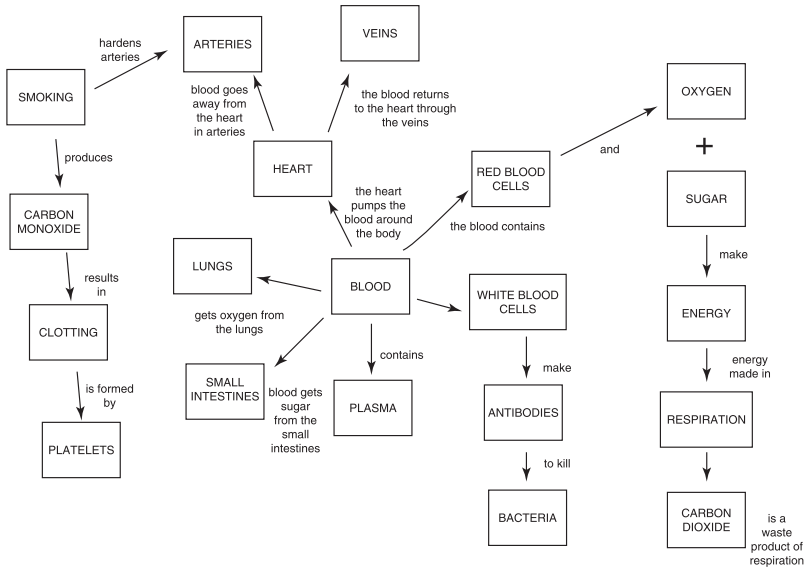 VEINS
hardens
arteries
ARTERIES
SMOKING
blood goes
away from
the heart
in arteries
the blood returns
to the heart through
the veins
OXYGEN
and
+
produces
HEART
RED BLOOD
CELLS
SUGAR
CARBON
MONOXIDE
the heart
pumps the
blood around
the body
the blood contains
make
LUNGS
results
in
BLOOD
WHITE BLOOD
CELLS
ENERGY
gets oxygen from
the lungs
CLOTTING
contains
make
energy
made in
is formed
by
SMALL
INTESTINES
blood gets
sugar
from the
small
intestines
PLASMA
ANTIBODIES
RESPIRATION
PLATELETS
to kill
BACTERIA
CARBON
DIOXIDE
is a
waste
product of
respiration